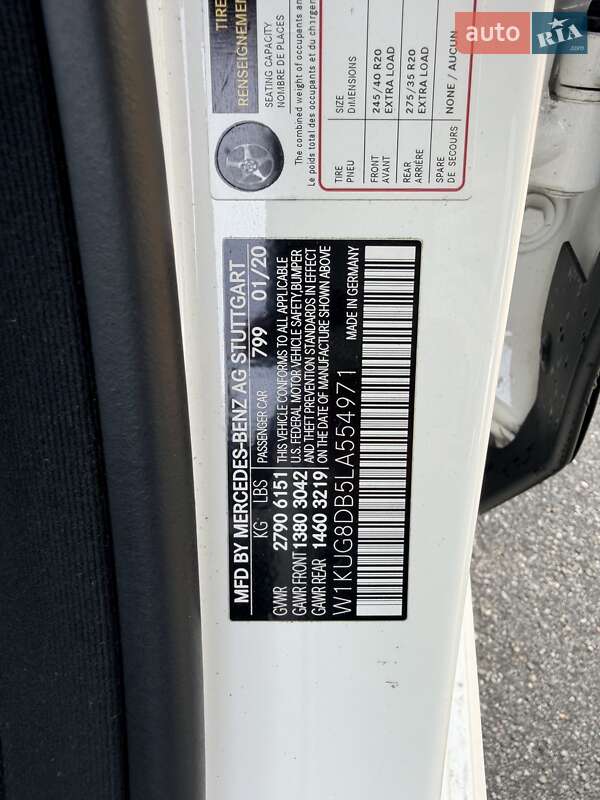 auto RIA.com
TIRE
RENSEIGNEMENT
SEATING CAPACITY
NOMBRE DE PLACES
The combined weight of occupants and
Le poids total des occupants et du chargement
TIRE SIZE
PNEU DIMENSIONS
FRONT 245/40 R20
AVANT EXTRA LOAD
REAR 275/35 R20
ARRIÈRE EXTRA LOAD
SPARE NONE / AUCUN
DE SECOURS
MFD BY MERCEDES-BENZ AG STUTTGART
KG LBS PASSENGER CAR 799 01/20
GVWR 2790 6151 THIS VEHICLE CONFORMS TO ALL APPLICABLE
GAWR FRONT 1380 3042 U.S. FEDERAL MOTOR VEHICLE SAFETY, BUMPER
GAWR REAR 1460 3219 AND THEFT PREVENTION STANDARDS IN EFFECT
ON THE DATE OF MANUFACTURE SHOWN ABOVE
W1KUG8DB5LA554971 MADE IN GERMANY